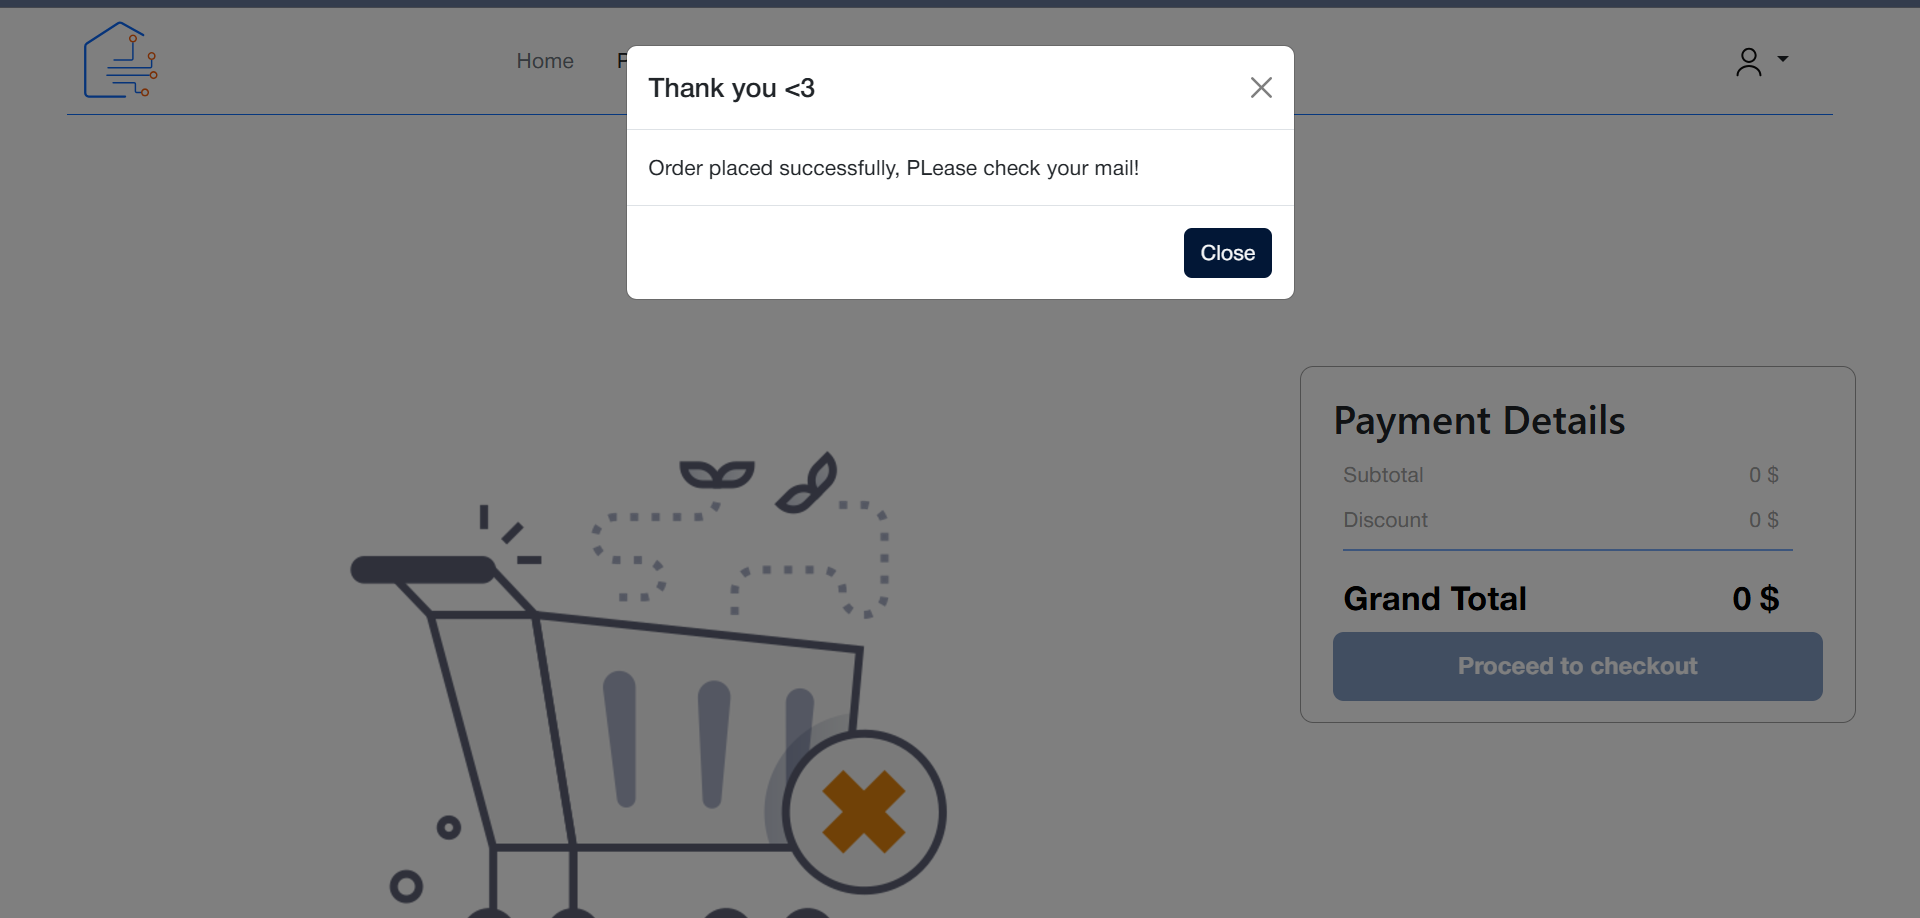 Home
Thank you <3
Order placed successfully, PLease check your mail!
Close
Payment Details
Subtotal 0 $
Discount 0 $
Grand Total 0 $
Proceed to checkout